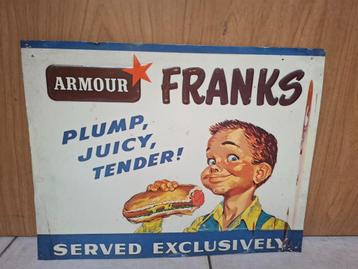 ARMOUR FRANKS
PLUMP,
JUICY,
TENDER!
SERVED EXCLUSIVELY